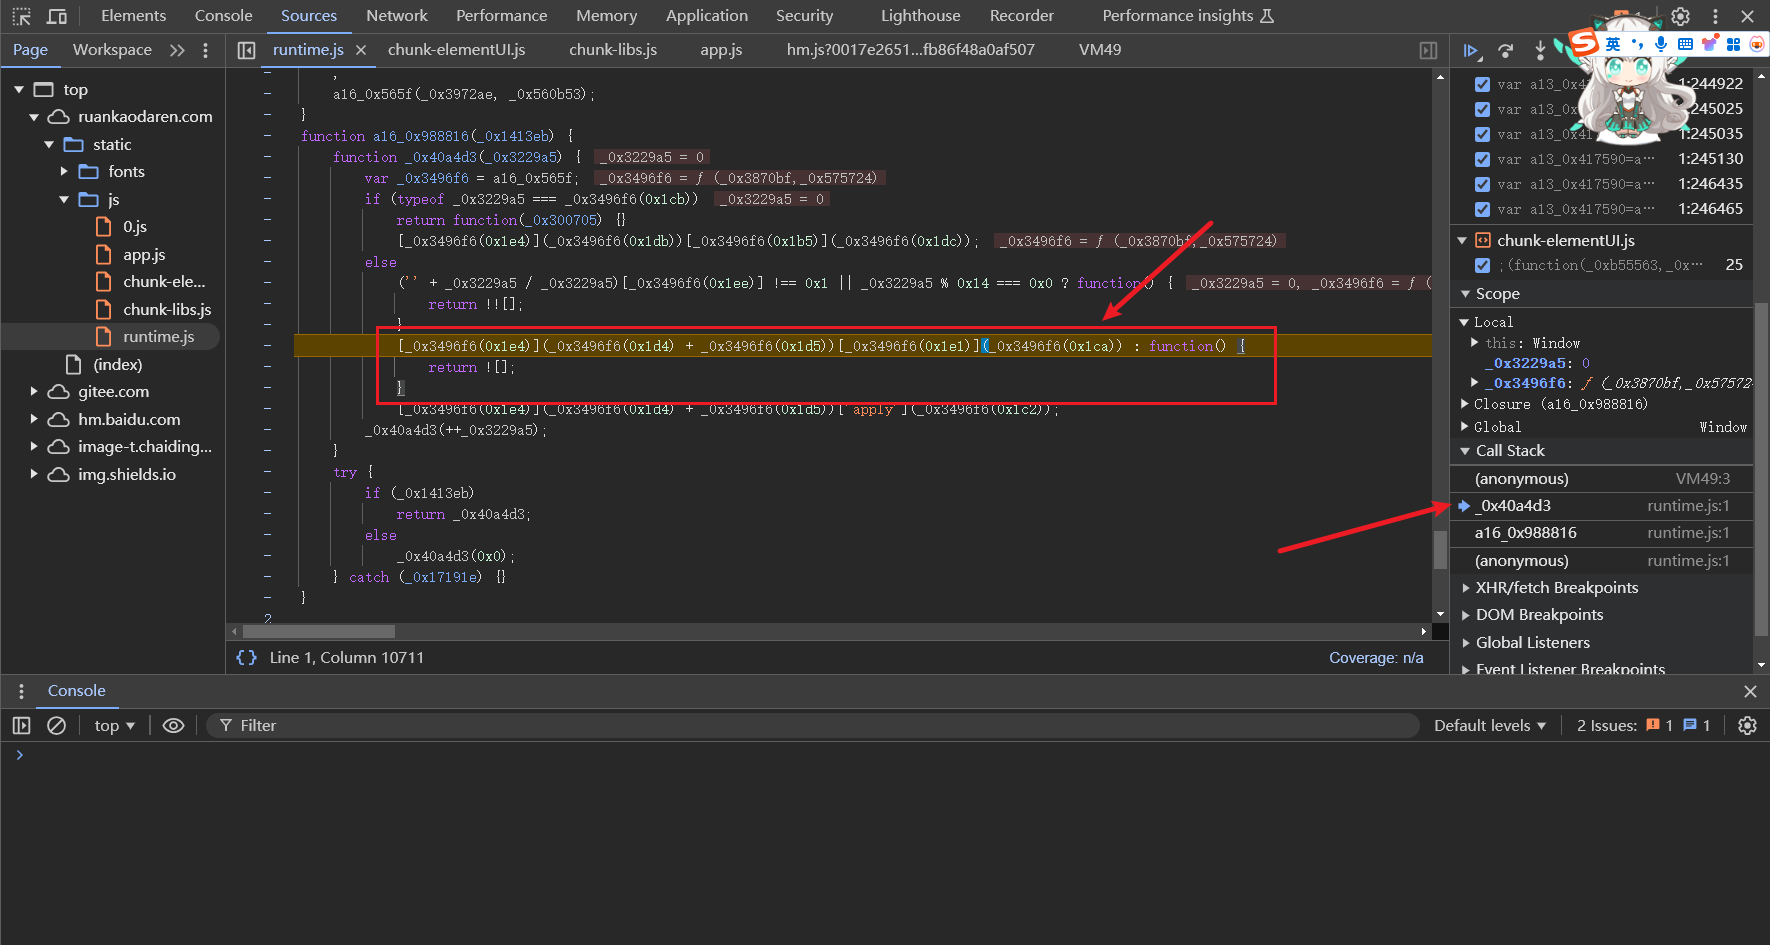 Elements Console Sources Network Performance Memory Application Security Lighthouse Recorder Performance insights
Page Workspace
runtime.js chunk-elementUI.js chunk-libs.js app.js hm.js?0017e2651...fb86f48a0af507 VM49
英
top
ruankaodaren.com
static
fonts
js
0.js
app.js
chunk-ele...
chunk-libs.js
runtime.js
(index)
gitee.com
hm.baidu.com
image-t.chaiding...
img.shields.io
,
a16_0x565f(_0x3972ae, _0x560b53);
}
function a16_0x988816(_0x1413eb) {
function _0x40a4d3(_0x3229a5) { _0x3229a5 = 0
var _0x3496f6 = a16_0x565f; _0x3496f6 = ƒ (_0x3870bf,_0x575724)
if (typeof _0x3229a5 === _0x3496f6(0x1cb)) _0x3229a5 = 0
return function(_0x300705) {}
[_0x3496f6(0x1e4)](_0x3496f6(0x1db))[_0x3496f6(0x1b5)](_0x3496f6(0x1dc)); _0x3496f6 = ƒ (_0x3870bf,_0x575724)
else
('' + _0x3229a5 / _0x3229a5)[_0x3496f6(0x1ee)] !== 0x1 || _0x3229a5 % 0x14 === 0x0 ? function() { _0x3229a5 = 0, _0x3496f6 = ƒ (
return !![];
}
[_0x3496f6(0x1e4)](_0x3496f6(0x1d4) + _0x3496f6(0x1d5))[_0x3496f6(0x1e1)](_0x3496f6(0x1ca)) : function() {
return ![];
}
[_0x3496f6(0x1e4)](_0x3496f6(0x1d4) + _0x3496f6(0x1d5))["apply"](_0x3496f6(0x1c2));
_0x40a4d3(++_0x3229a5);
}
try {
if (_0x1413eb)
return _0x40a4d3;
else
_0x40a4d3(0x0);
} catch (_0x17191e) {}
}
2
{} Line 1, Column 10711 Coverage: n/a
var a13_0x 1:244922
var a13_0x 1:245025
var a13_0x41 1:245035
var a13_0x417590=a… 1:245130
var a13_0x417590=a… 1:246435
var a13_0x417590=a… 1:246465
chunk-elementUI.js
;(function(_0xb55563,_0x… 25
Scope
Local
this: Window
_0x3229a5: 0
_0x3496f6: ƒ (_0x3870bf,_0x57572
Closure (a16_0x988816)
Global Window
Call Stack
(anonymous) VM49:3
_0x40a4d3 runtime.js:1
a16_0x988816 runtime.js:1
(anonymous) runtime.js:1
XHR/fetch Breakpoints
DOM Breakpoints
Global Listeners
Event Listener Breakpoints
Console
top Filter Default levels 2 Issues: 1 1